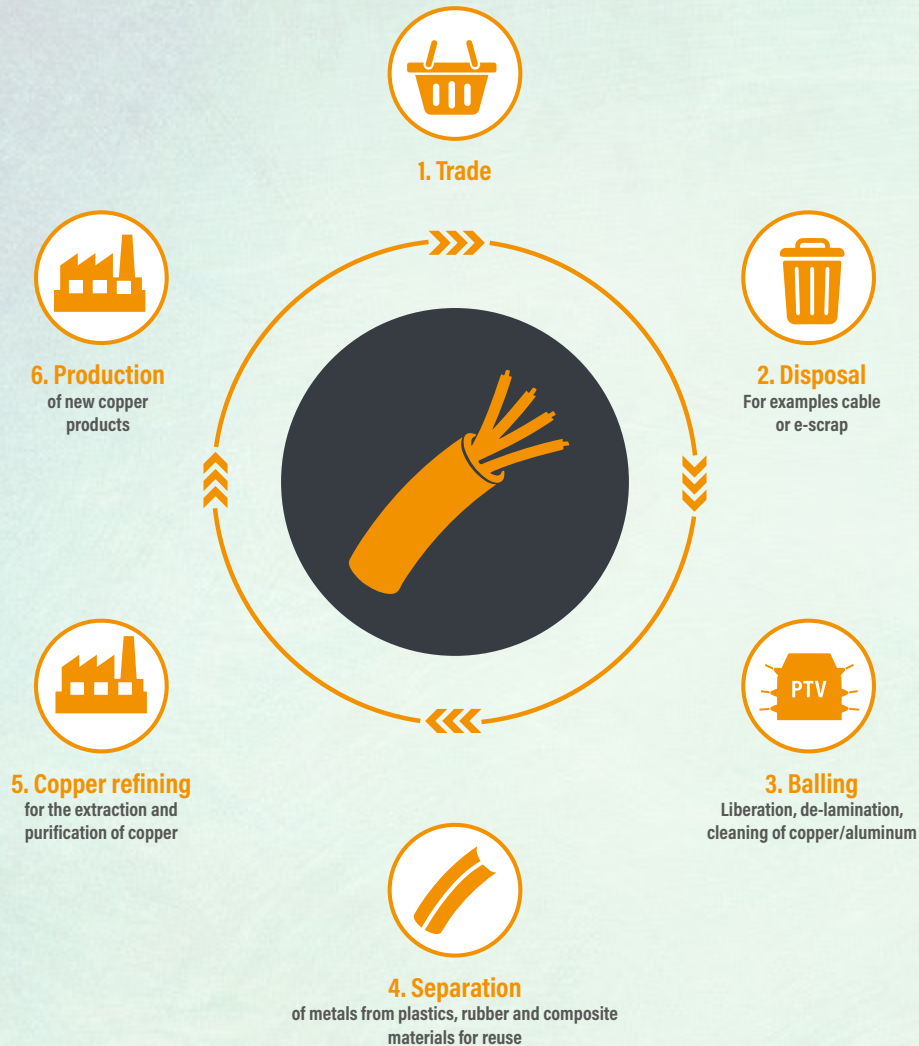 1. Trade
2. Disposal
For examples cable
or e-scrap
PTV
3. Balling
Liberation, de-lamination,
cleaning of copper/aluminum
4. Separation
of metals from plastics, rubber and composite
materials for reuse
5. Copper refining
for the extraction and
purification of copper
6. Production
of new copper
products